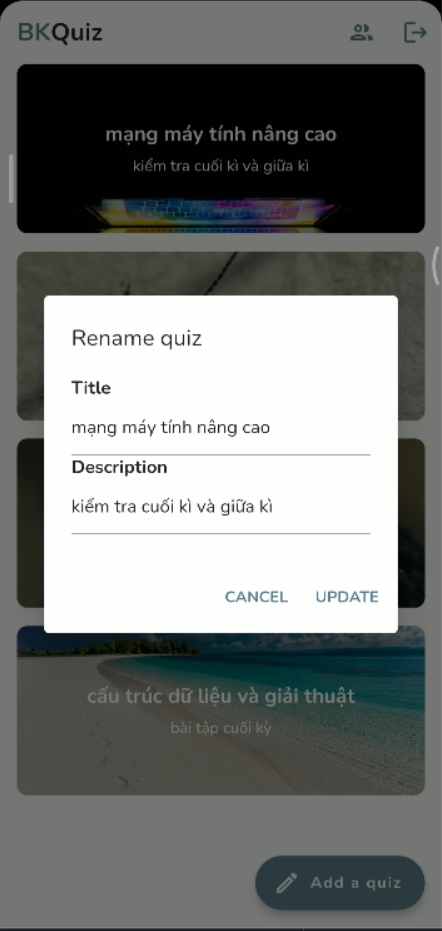 BKQuiz
mạng máy tính nâng cao
kiểm tra cuối kì và giữa kì
Rename quiz
Title
mạng máy tính nâng cao
Description
kiểm tra cuối kì và giữa kì
CANCEL UPDATE
cấu trúc dữ liệu và giải thuật
bài tập cuối kỳ
Add a quiz